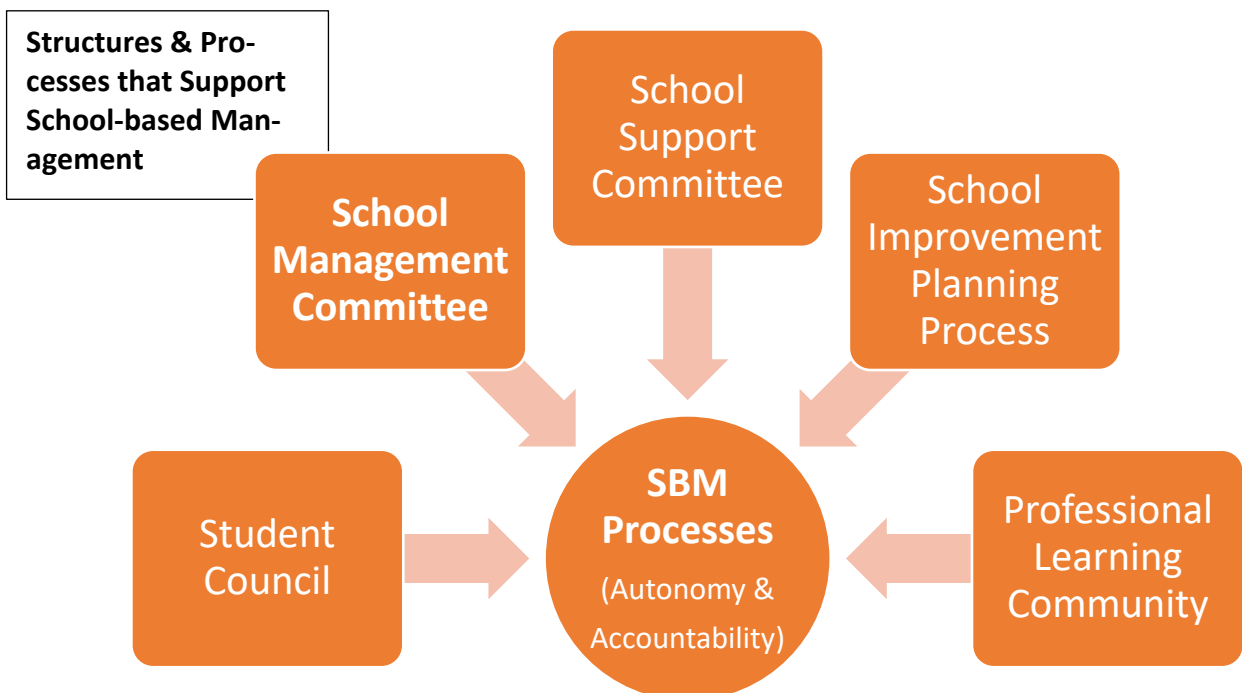 Structures & Pro-
cesses that Support
School-based Man-
agement
School
Support
Committee
School
Management
Committee
School
Improvement
Planning
Process
Student
Council
SBM
Processes
(Autonomy &
Accountability)
Professional
Learning
Community